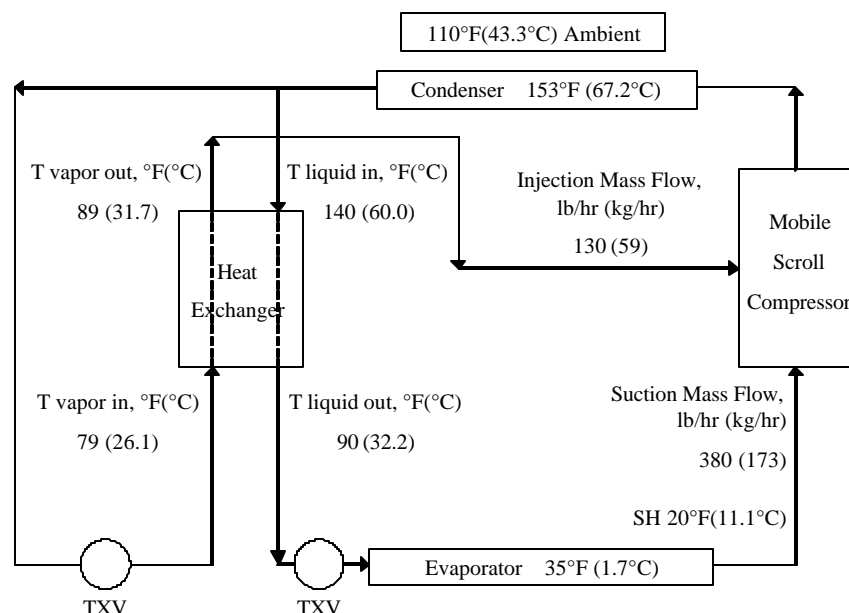 110°F(43.3°C) Ambient
Condenser 153°F (67.2°C)
T vapor out, °F(°C)
89 (31.7)
T liquid in, °F(°C)
140 (60.0)
Injection Mass Flow,
lb/hr (kg/hr)
130 (59)
Mobile
Scroll
Compressor
Heat
Exchanger
T vapor in, °F(°C)
79 (26.1)
T liquid out, °F(°C)
90 (32.2)
Suction Mass Flow,
lb/hr (kg/hr)
380 (173)
SH 20°F(11.1°C)
Evaporator 35°F (1.7°C)
TXV
TXV